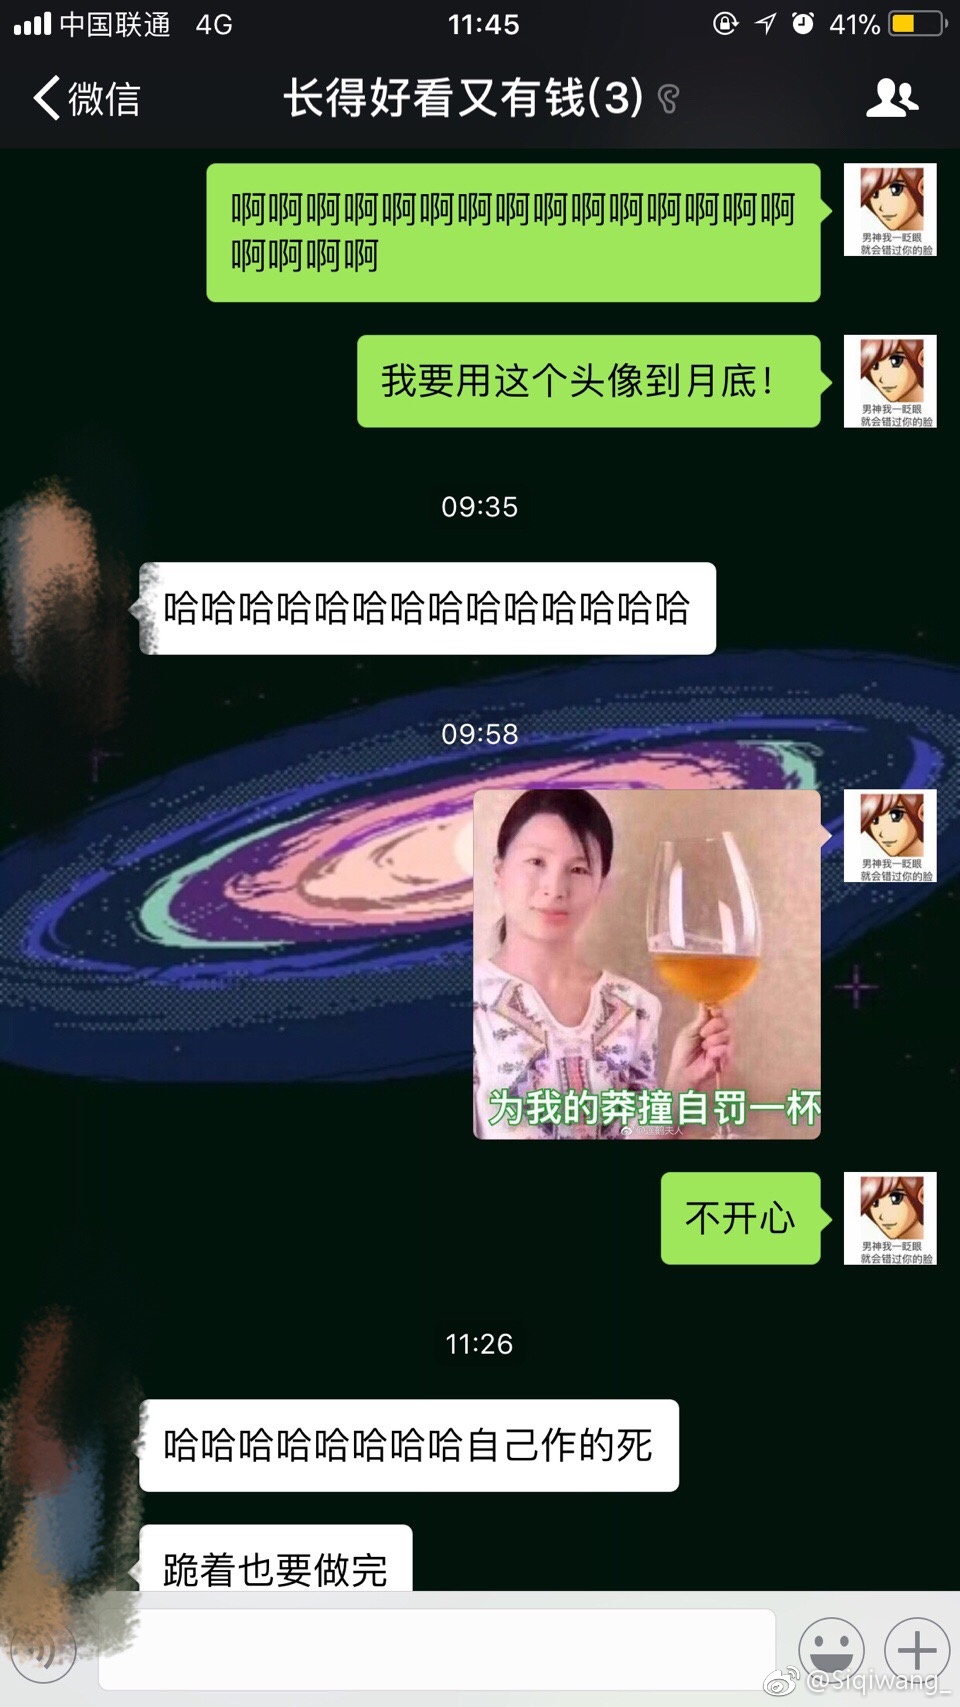 中国联通 4G 11:45 41%
微信 长得好看又有钱(3)
啊啊啊啊啊啊啊啊啊啊啊啊啊啊啊
啊啊啊啊
男神我一眨眼
就会错过你的脸
我要用这个头像到月底！
男神我一眨眼
就会错过你的脸
09:35
哈哈哈哈哈哈哈哈哈哈哈哈哈哈
09:58
男神我一眨眼
就会错过你的脸
为我的莽撞自罚一杯
不开心
男神我一眨眼
就会错过你的脸
11:26
哈哈哈哈哈哈哈哈自己作的死
跪着也要做完
@Siqiwang_